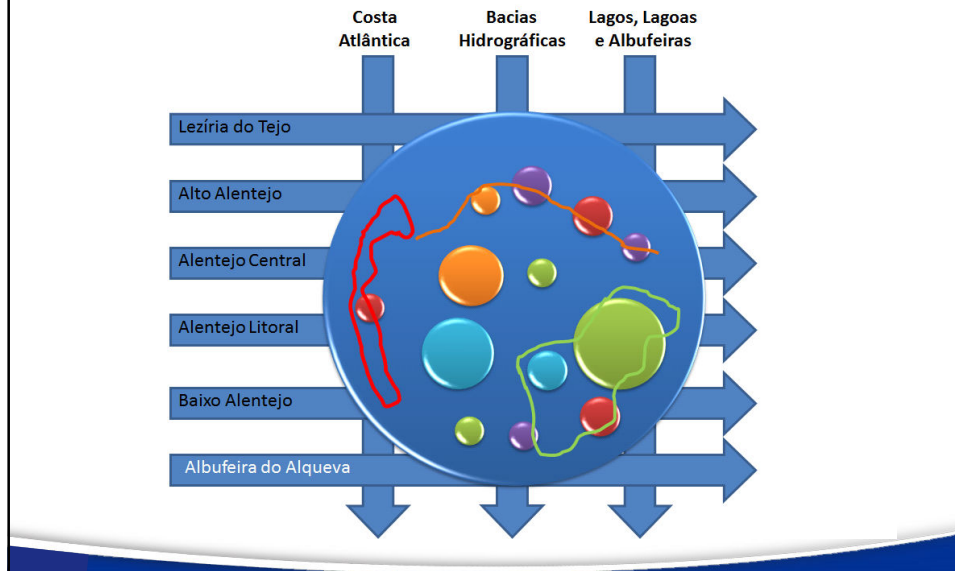 Costa
Atlântica
Bacias
Hidrográficas
Lagos, Lagoas
e Albufeiras
Lezíria do Tejo
Alto Alentejo
Alentejo Central
Alentejo Litoral
Baixo Alentejo
Albufeira do Alqueva